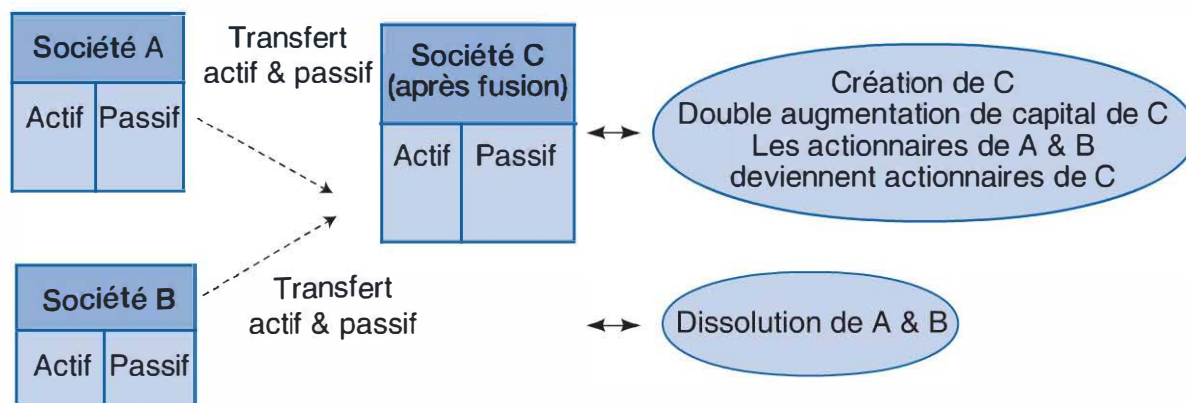 Société A
Actif
Passif
Transfert
actif & passif
Société C
(après fusion)
Actif
Passif
Création de C
Double augmentation de capital de C
Les actionnaires de A & B
deviennent actionnaires de C
Société B
Actif
Passif
Transfert
actif & passif
Dissolution de A & B